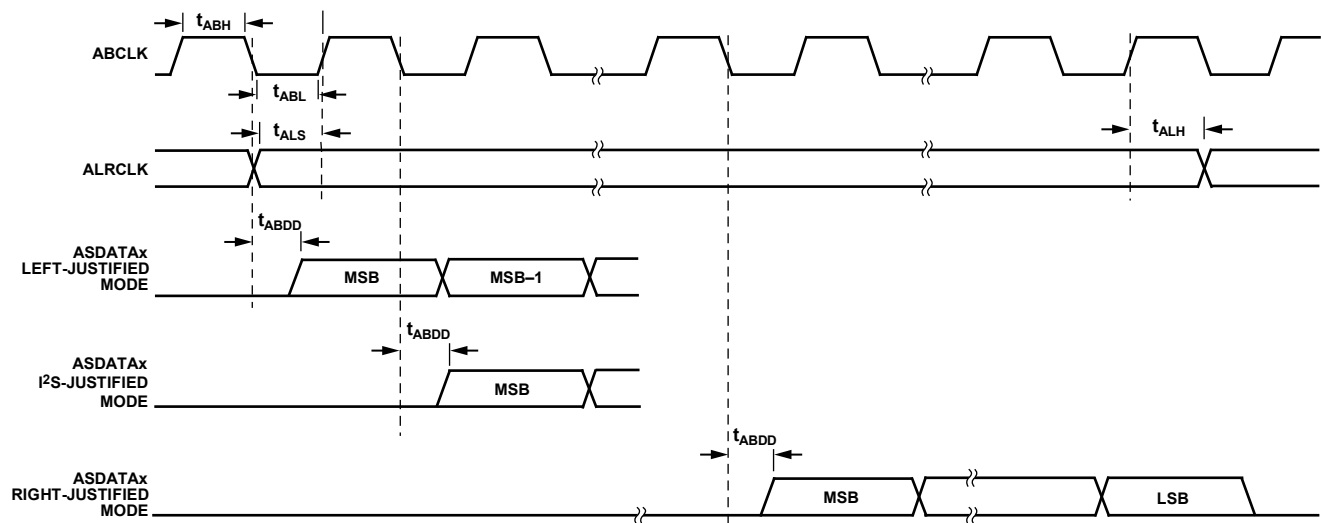 tABH
ABCLK
tABL
tALS
tALH
ALRCLK
tABDD
ASDATAx
LEFT-JUSTIFIED
MODE
MSB
MSB–1
tABDD
ASDATAx
I²S-JUSTIFIED
MODE
MSB
tABDD
ASDATAx
RIGHT-JUSTIFIED
MODE
MSB
LSB